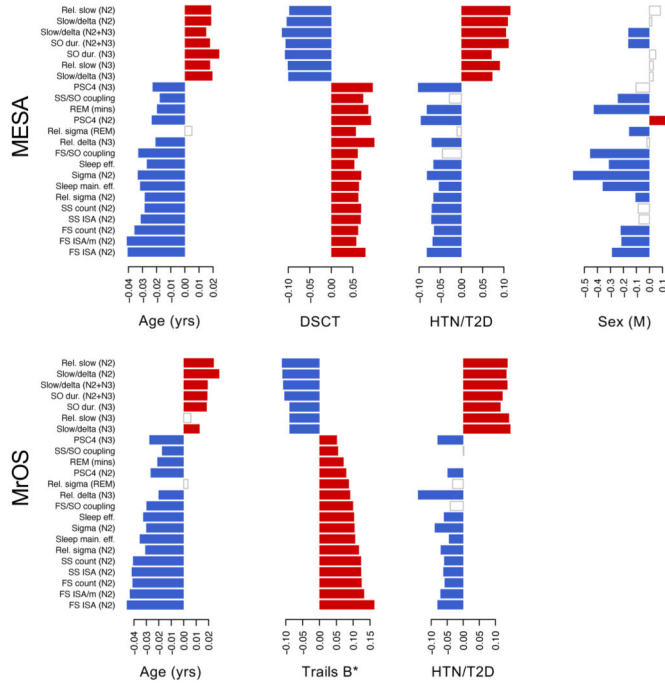 MESA
Rel. slow (N2)
Slow/delta (N2)
Slow/delta (N2+N3)
SO dur. (N2+N3)
SO dur. (N3)
Rel. slow (N3)
Slow/delta (N3)
PSC4 (N3)
SS/SO coupling
REM (mins)
PSC4 (N2)
Rel. sigma (REM)
Rel. delta (N3)
FS/SO coupling
Sleep eff.
Sigma (N2)
Sleep main. eff.
Rel. sigma (N2)
SS count (N2)
SS ISA (N2)
FS count (N2)
FS ISA/m (N2)
FS ISA (N2)
-0.04 -0.03 -0.02 -0.01 0.00 0.01 0.02
-0.10 -0.05 0.00 0.05 0.10
-0.10 -0.05 0.00 0.05 0.10
-0.5 -0.4 -0.3 -0.2 -0.1 0.0 0.1
Age (yrs) DSCT HTN/T2D Sex (M)
MrOS
Rel. slow (N2)
Slow/delta (N2)
Slow/delta (N2+N3)
SO dur. (N2+N3)
SO dur. (N3)
Rel. slow (N3)
Slow/delta (N3)
PSC4 (N3)
SS/SO coupling
REM (mins)
PSC4 (N2)
Rel. sigma (REM)
Rel. delta (N3)
FS/SO coupling
Sleep eff.
Sigma (N2)
Sleep main. eff.
Rel. sigma (N2)
SS count (N2)
SS ISA (N2)
FS count (N2)
FS ISA/m (N2)
FS ISA (N2)
-0.04 -0.03 -0.02 -0.01 0.00 0.01 0.02
-0.10 -0.05 0.00 0.05 0.10 0.15
-0.10 -0.05 0.00 0.05 0.10
Age (yrs) Trails B* HTN/T2D